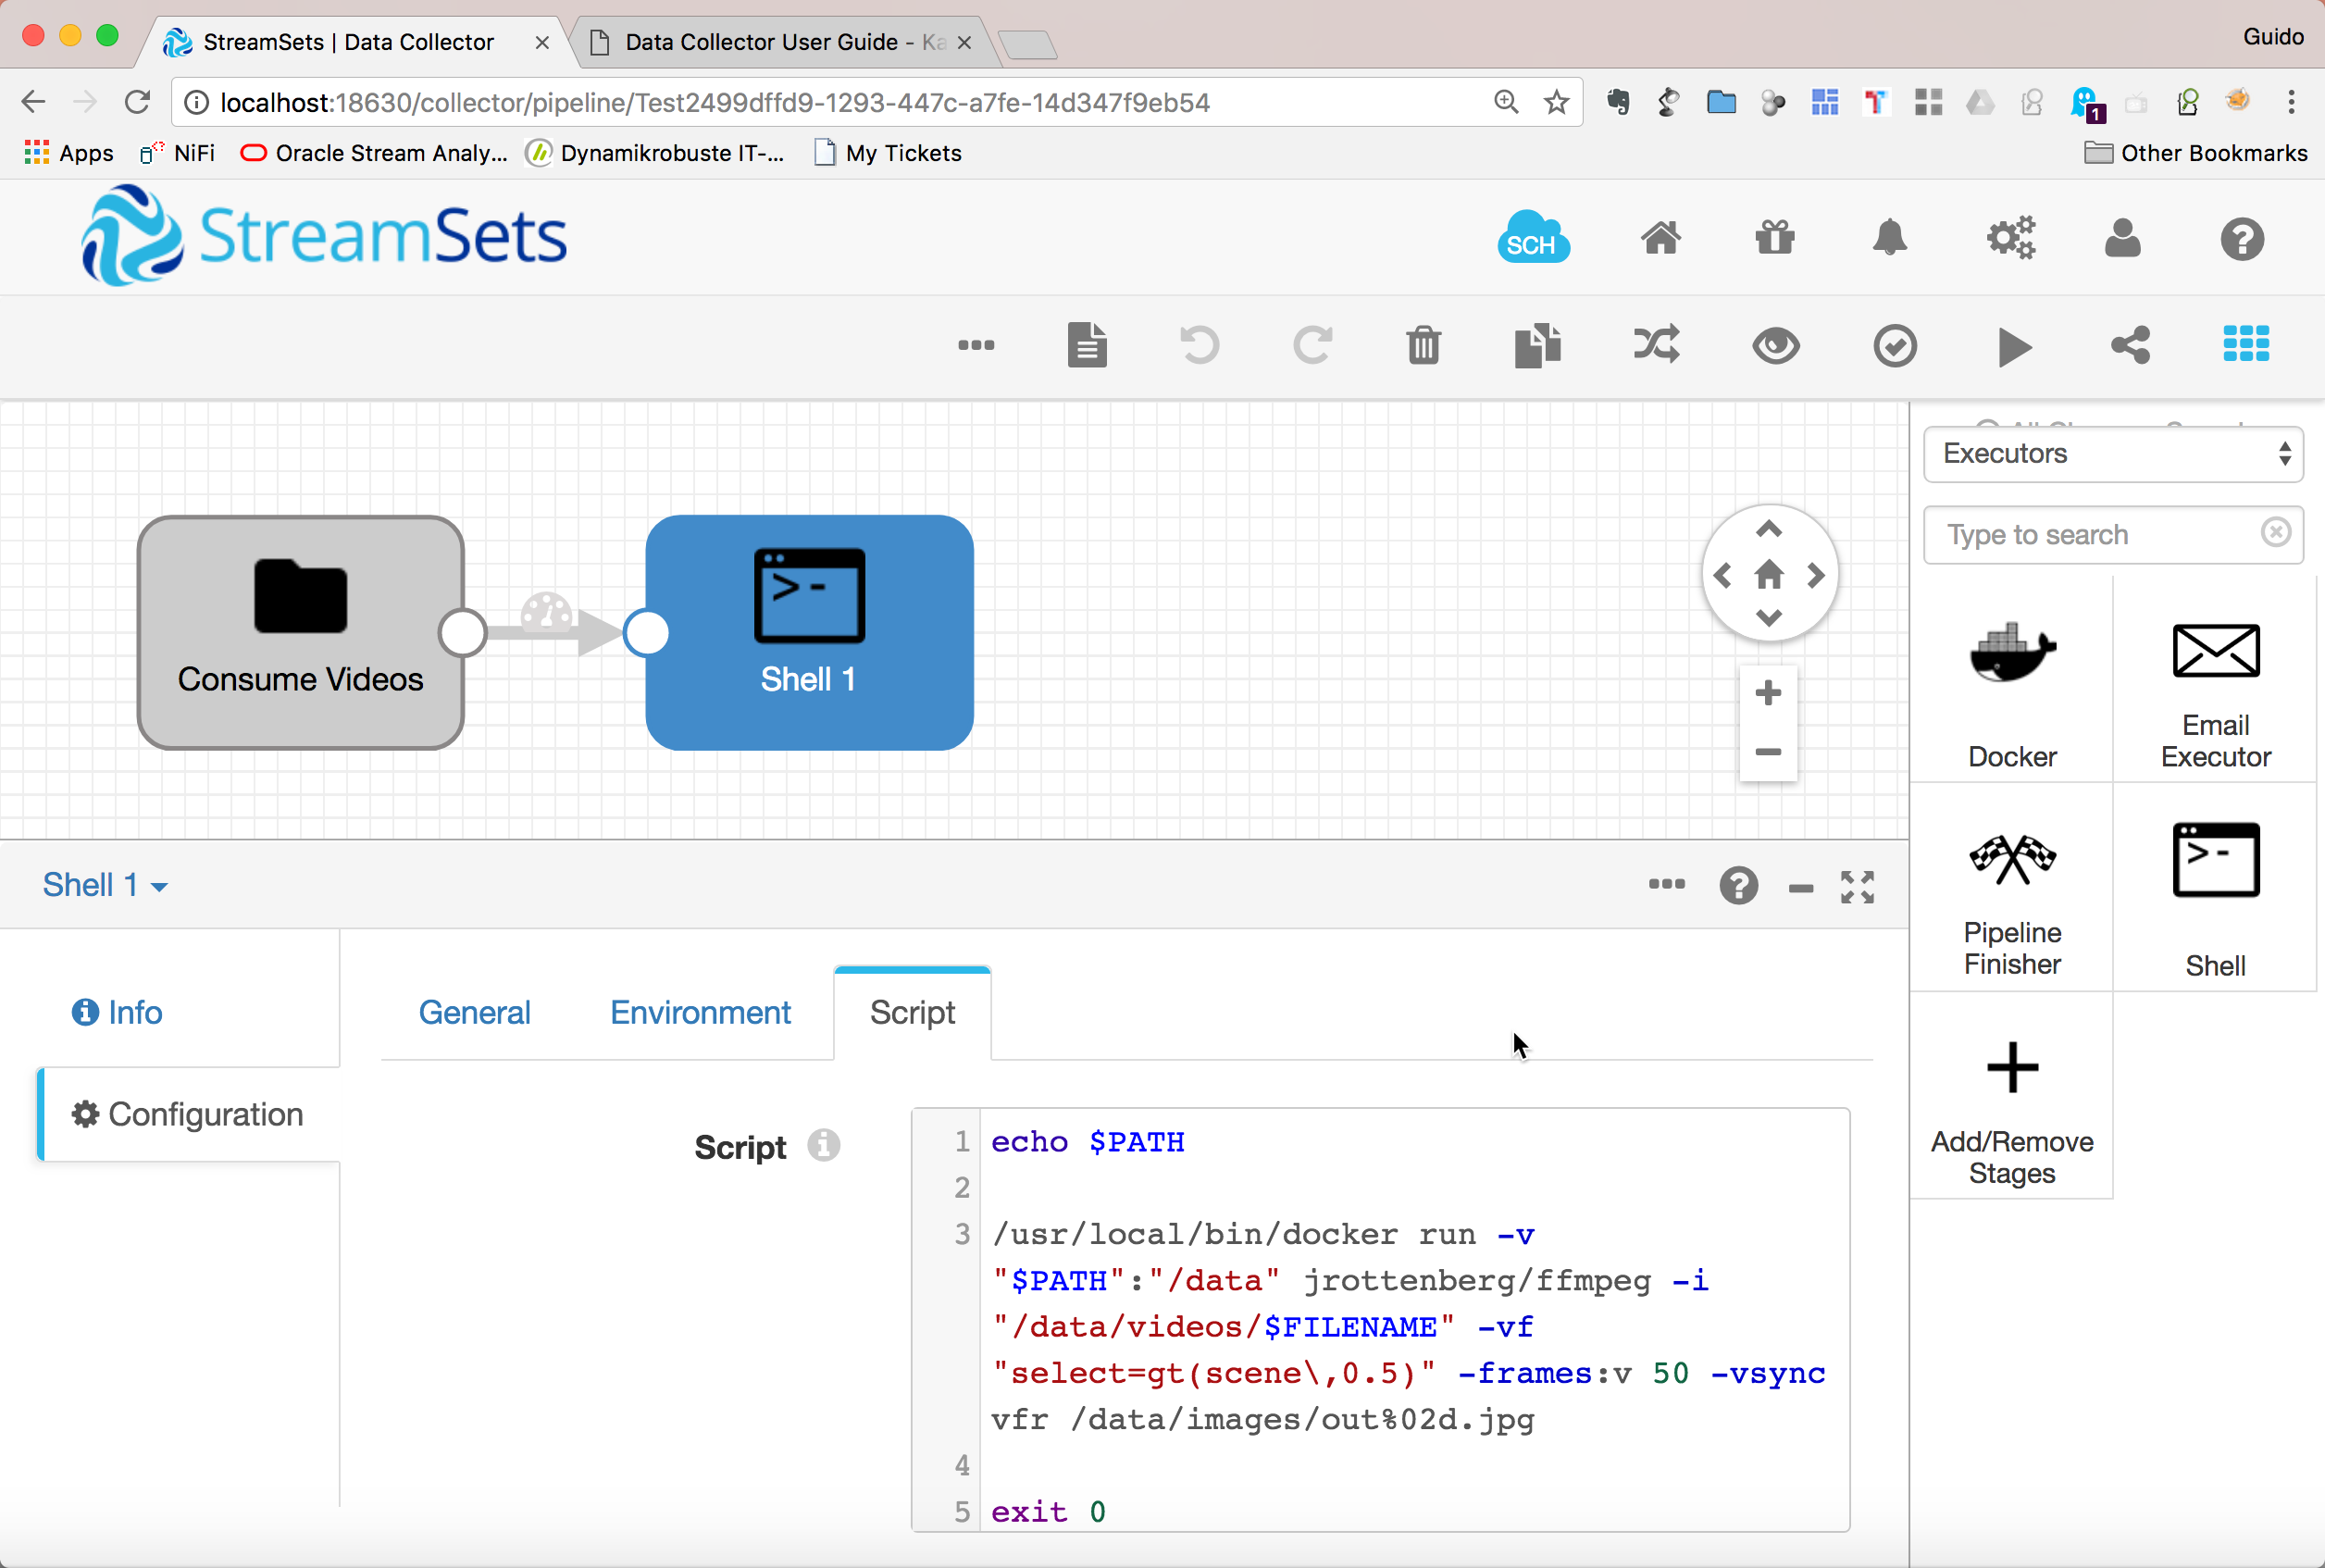 StreamSets | Data Collector
Data Collector User Guide - Ka
Guido
localhost:18630/collector/pipeline/Test2499dffd9-1293-447c-a7fe-14d347f9eb54
1
Apps
NiFi
Oracle Stream Analy...
Dynamikrobuste IT-...
My Tickets
Other Bookmarks
StreamSets
SCH
Executors
Type to search
Consume Videos
Shell 1
Docker
Email
Executor
Pipeline
Finisher
Shell
Add/Remove
Stages
Shell 1
Info
Configuration
General
Environment
Script
Script
1 echo $PATH
2
3 /usr/local/bin/docker run -v
"$PATH":"/data" jrottenberg/ffmpeg -i
"/data/videos/$FILENAME" -vf
"select=gt(scene\,0.5)" -frames:v 50 -vsync
vfr /data/images/out%02d.jpg
4
5 exit 0